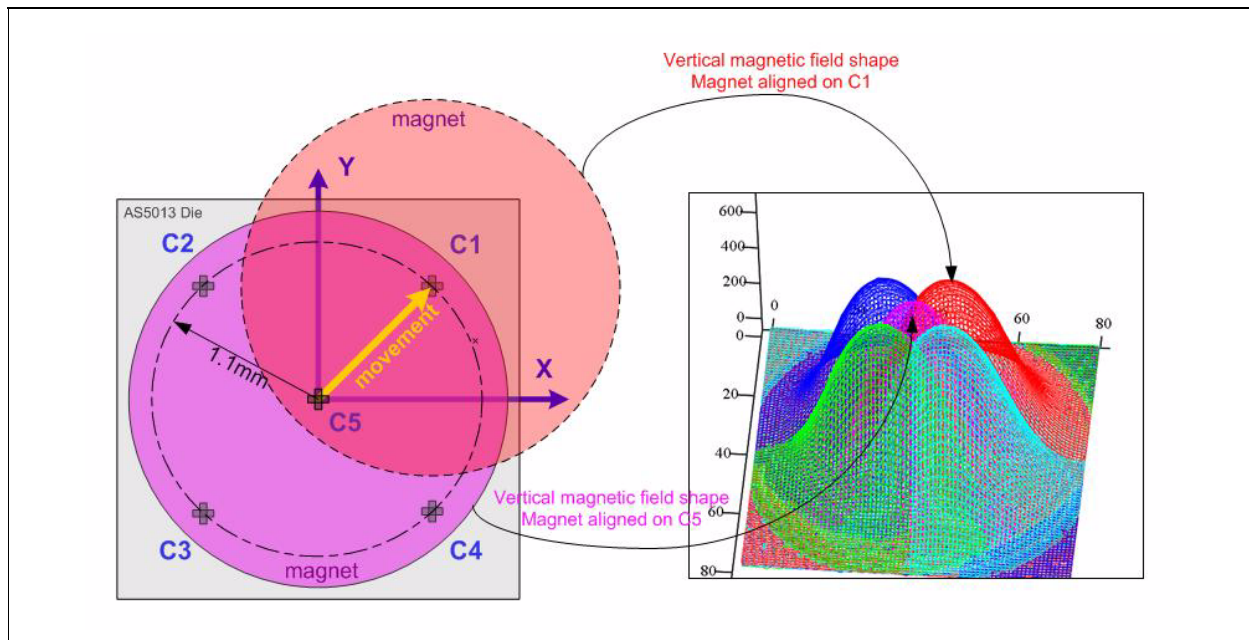 Vertical magnetic field shape
Magnet aligned on C1
magnet
Y
AS5013 Die
C2
C1
movement
1.1mm
X
C5
C3
C4
magnet
Vertical magnetic field shape
Magnet aligned on C5
600
400
200
0
0
0
20
40
60
80
60
80